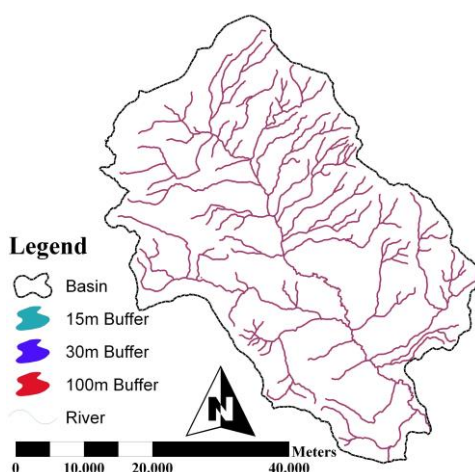 Legend
Basin
15m Buffer
30m Buffer
100m Buffer
River
N
Meters
0 10,000 20,000 40,000